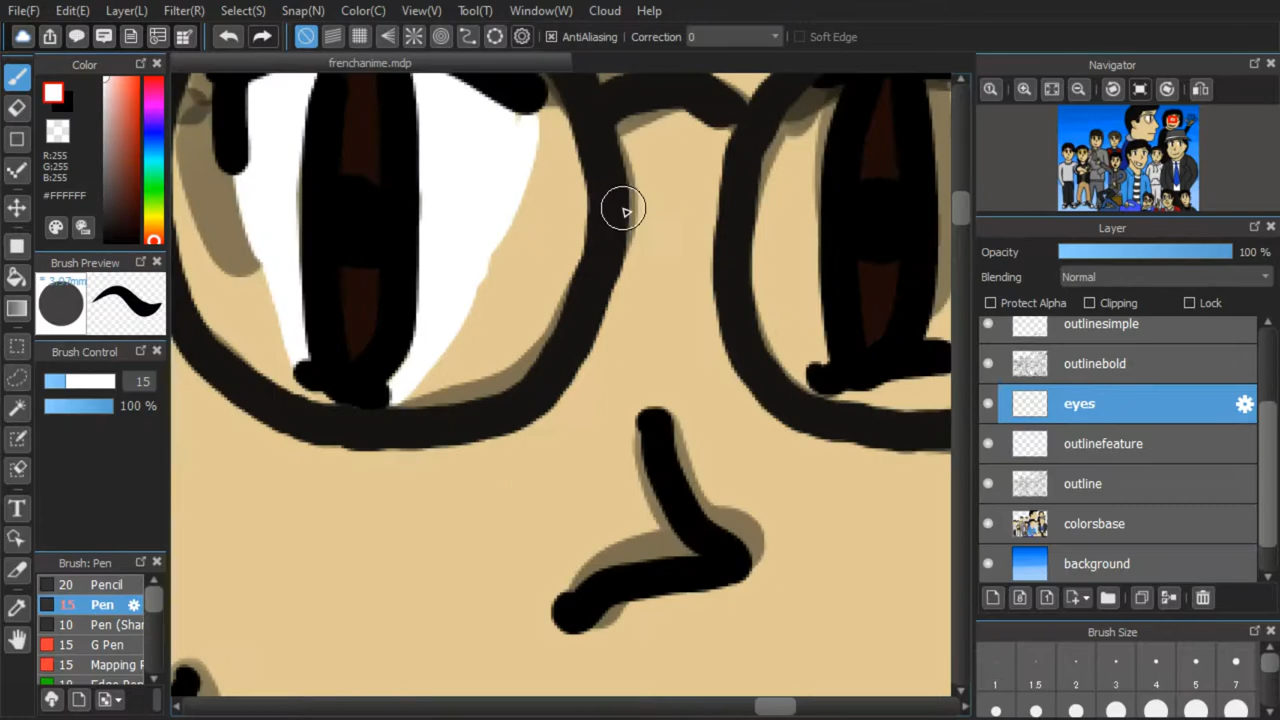 File(F) Edit(E) Layer(L) Filter(R) Select(S) Snap(N) Color(C) View(V) Tool(T) Window(W) Cloud Help
AntiAliasing Correction 0 Soft Edge
Color
R:255
G:255
B:255
#FFFFFF
Brush Preview
* 3.97mm
Brush Control
15
100 %
Brush: Pen
20 Pencil
15 Pen
10 Pen (Shar
15 G Pen
15 Mapping P
frenchanime.mdp
Navigator
Layer
Opacity 100 %
Blending Normal
Protect Alpha Clipping Lock
outlinesimple
outlinebold
eyes
outlinefeature
outline
colorsbase
background
Brush Size
1 1.5 2 3 4 5 7